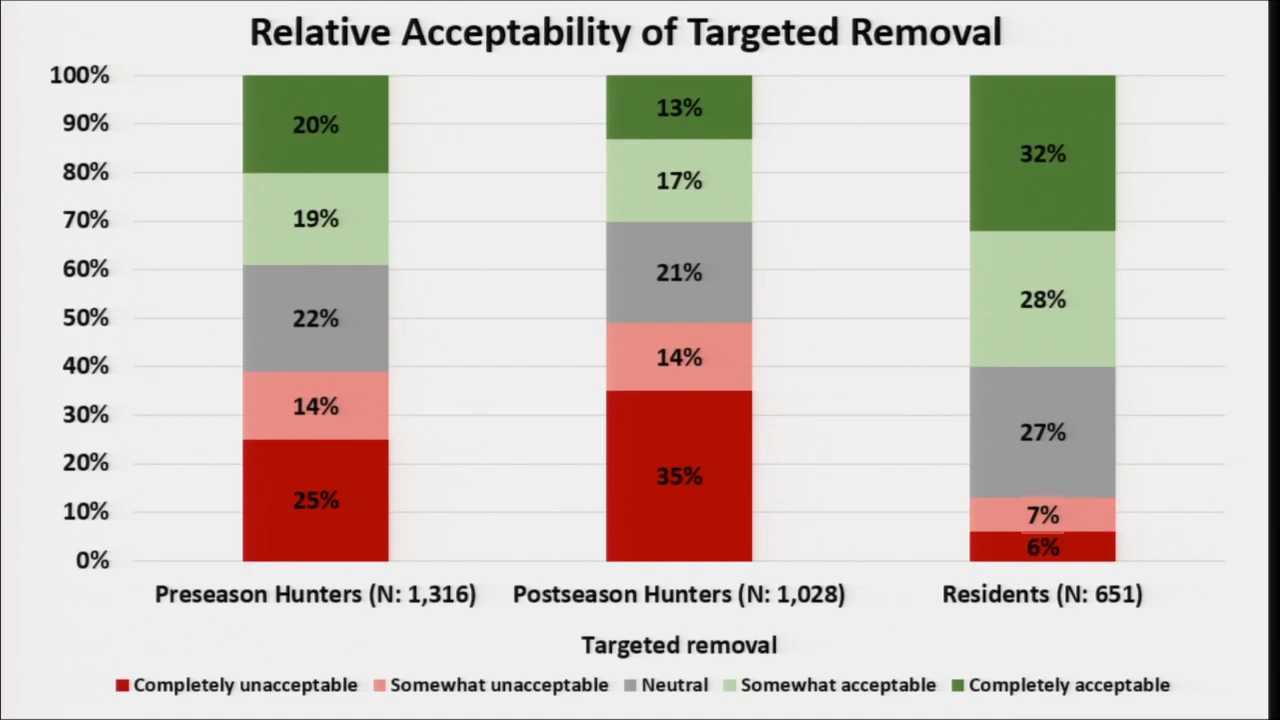 Relative Acceptability of Targeted Removal
100%
90%
80%
70%
60%
50%
40%
30%
20%
10%
0%
20%
19%
22%
14%
25%
13%
17%
21%
14%
35%
32%
28%
27%
7%
6%
Preseason Hunters (N: 1,316)
Postseason Hunters (N: 1,028)
Residents (N: 651)
Targeted removal
Completely unacceptable
Somewhat unacceptable
Neutral
Somewhat acceptable
Completely acceptable